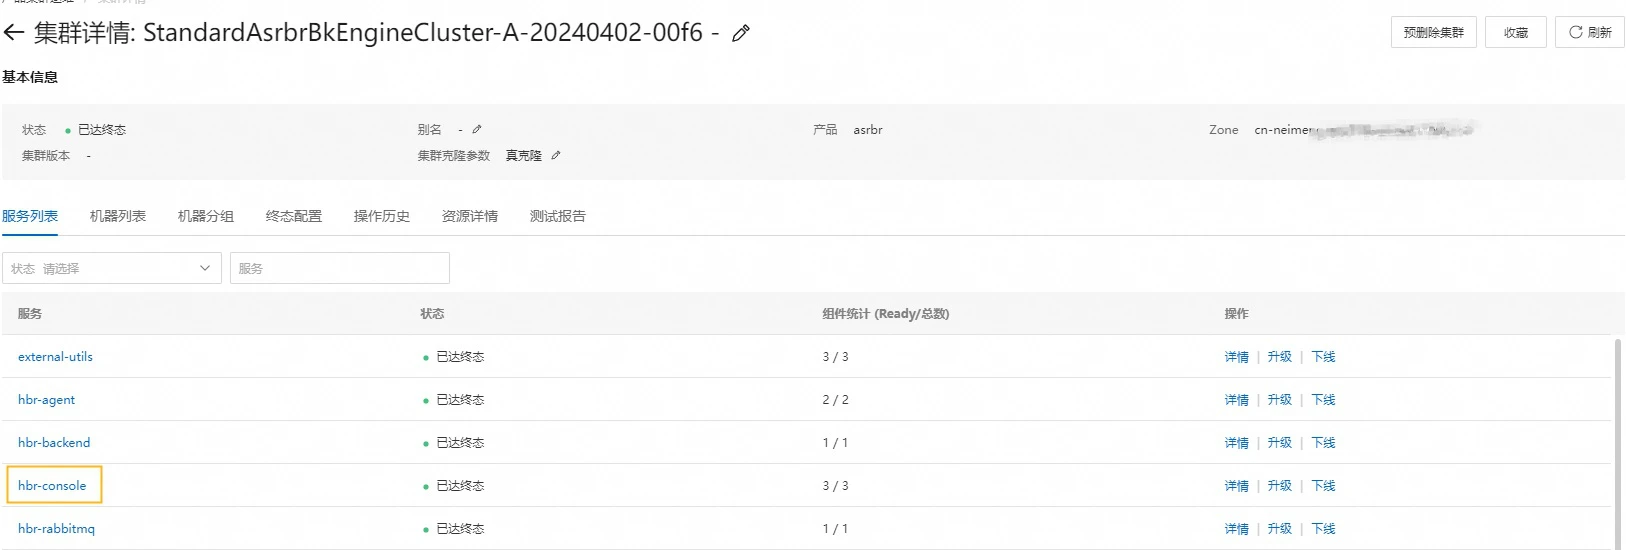 集群详情
集群详情: StandardAsrbrBkEngineCluster-A-20240402-00f6 -
预删除集群 收藏 刷新
基本信息
状态 已达终态 别名 - 产品 asrbr Zone cn-neimen
集群版本 - 集群克隆参数 真克隆
服务列表 机器列表 机器分组 终态配置 操作历史 资源详情 测试报告
状态 请选择 服务
服务 状态 组件统计 (Ready/总数) 操作
external-utils 已达终态 3 / 3 详情 | 升级 | 下线
hbr-agent 已达终态 2 / 2 详情 | 升级 | 下线
hbr-backend 已达终态 1 / 1 详情 | 升级 | 下线
hbr-console 已达终态 3 / 3 详情 | 升级 | 下线
hbr-rabbitmq 已达终态 1 / 1 详情 | 升级 | 下线